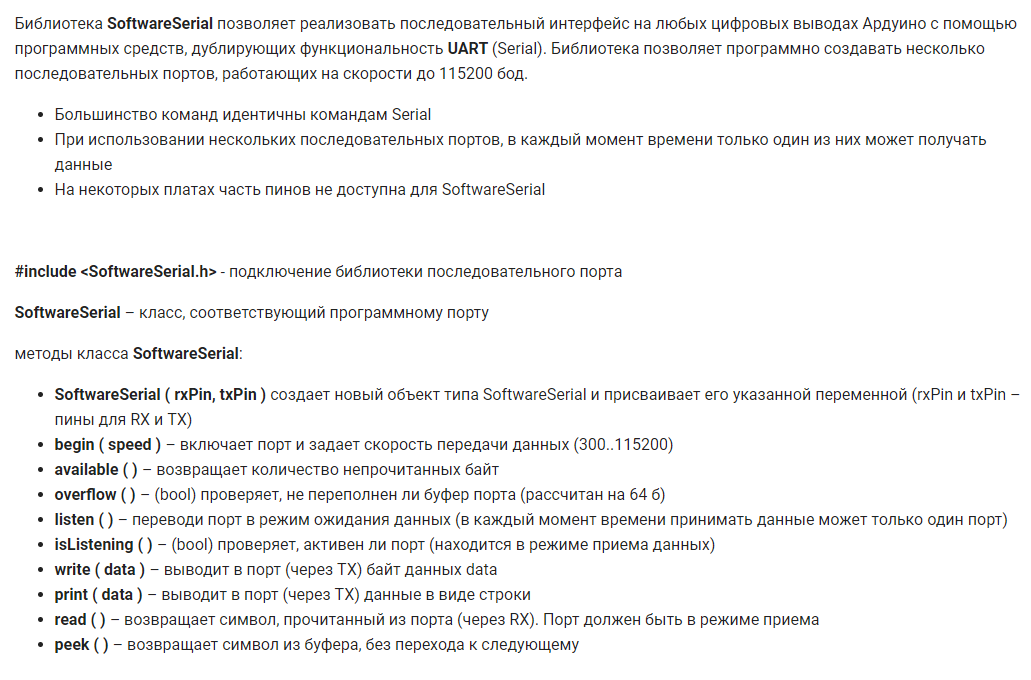 Библиотека SoftwareSerial позволяет реализовать последовательный интерфейс на любых цифровых выводах Ардуино с помощью
программных средств, дублирующих функциональность UART (Serial). Библиотека позволяет программно создавать несколько
последовательных портов, работающих на скорости до 115200 бод.
• Большинство команд идентичны командам Serial
• При использовании нескольких последовательных портов, в каждый момент времени только один из них может получать
данные
• На некоторых платах часть пинов не доступна для SoftwareSerial
#include <SoftwareSerial.h> - подключение библиотеки последовательного порта
SoftwareSerial – класс, соответствующий программному порту
методы класса SoftwareSerial:
• SoftwareSerial ( rxPin, txPin ) создает новый объект типа SoftwareSerial и присваивает его указанной переменной (rxPin и txPin –
пины для RX и TX)
• begin ( speed ) – включает порт и задает скорость передачи данных (300..115200)
• available ( ) – возвращает количество непрочитанных байт
• overflow ( ) – (bool) проверяет, не переполнен ли буфер порта (рассчитан на 64 б)
• listen ( ) – переводи порт в режим ожидания данных (в каждый момент времени принимать данные может только один порт)
• isListening ( ) – (bool) проверяет, активен ли порт (находится в режиме приема данных)
• write ( data ) – выводит в порт (через TX) байт данных data
• print ( data ) – выводит в порт (через TX) данные в виде строки
• read ( ) – возвращает символ, прочитанный из порта (через RX). Порт должен быть в режиме приема
• peek ( ) – возвращает символ из буфера, без перехода к следующему